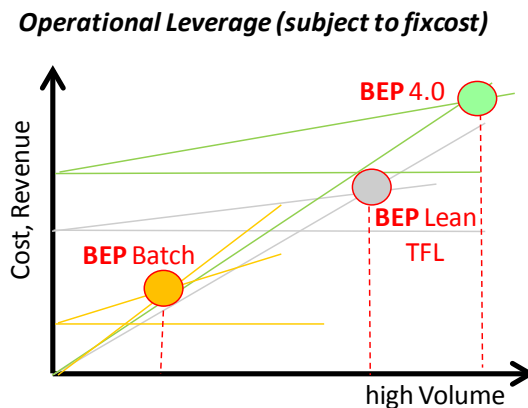 Operational Leverage (subject to fixcost)
BEP 4.0
Cost, Revenue
BEP Lean
TFL
BEP Batch
high Volume